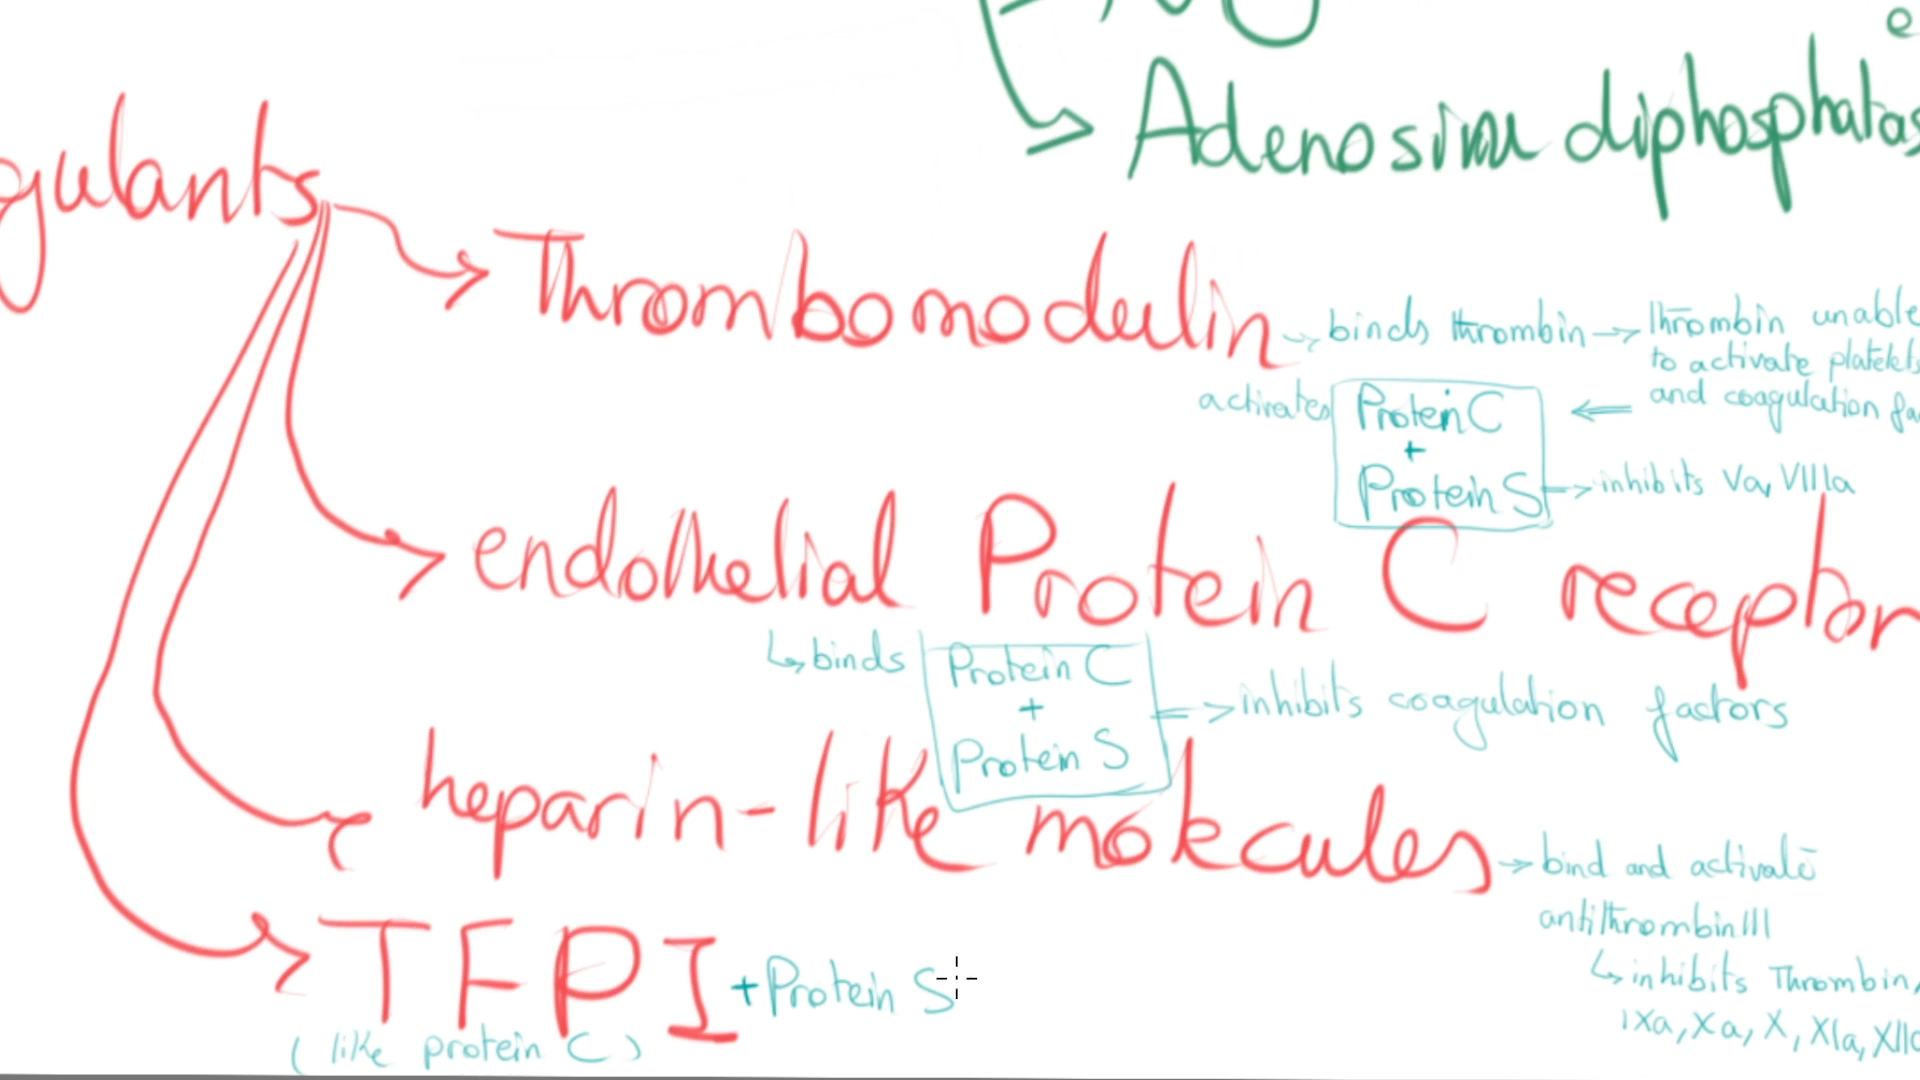 Adenosine diphosphatas
gulants
Thrombomodulin → binds thrombin → thrombin unable
to activate platelets
and coagulation fa
activates Protein C
+
Protein S → inhibits Va, VIIIa
endothelial Protein C receptor
↳ binds Protein C
+
Protein S
⇒ inhibits coagulation factors
heparin-like molecules → bind and activate
antithrombin III
↳ inhibits Thrombin,
IXa, Xa, X, XIa, XII
TFPI + Protein S
(like protein C)